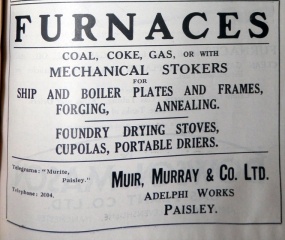 FURNACES
COAL, COKE, GAS, OR WITH
MECHANICAL STOKERS
FOR
SHIP AND BOILER PLATES AND FRAMES,
FORGING, ANNEALING.
FOUNDRY DRYING STOVES,
CUPOLAS, PORTABLE DRIERS.
Telegrams: "Murite,
Paisley."
Telephone: 2004.
MUIR, MURRAY & CO. LTD.
ADELPHI WORKS
PAISLEY.